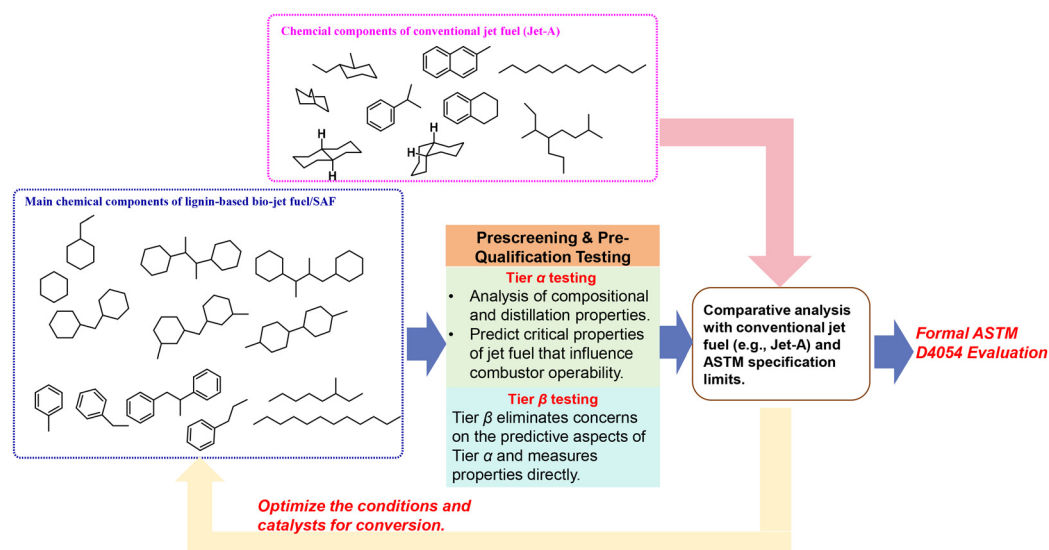 Chemcial components of conventional jet fuel (Jet-A)
H
H
H
H
Main chemical components of lignin-based bio-jet fuel/SAF
Prescreening & Pre-
Qualification Testing
Tier α testing
• Analysis of compositional
and distillation properties.
• Predict critical properties
of jet fuel that influence
combustor operability.
Tier β testing
Tier β eliminates concerns
on the predictive aspects of
Tier α and measures
properties directly.
Comparative analysis
with conventional jet
fuel (e.g., Jet-A) and
ASTM specification
limits.
Formal ASTM
D4054 Evaluation
Optimize the conditions and
catalysts for conversion.